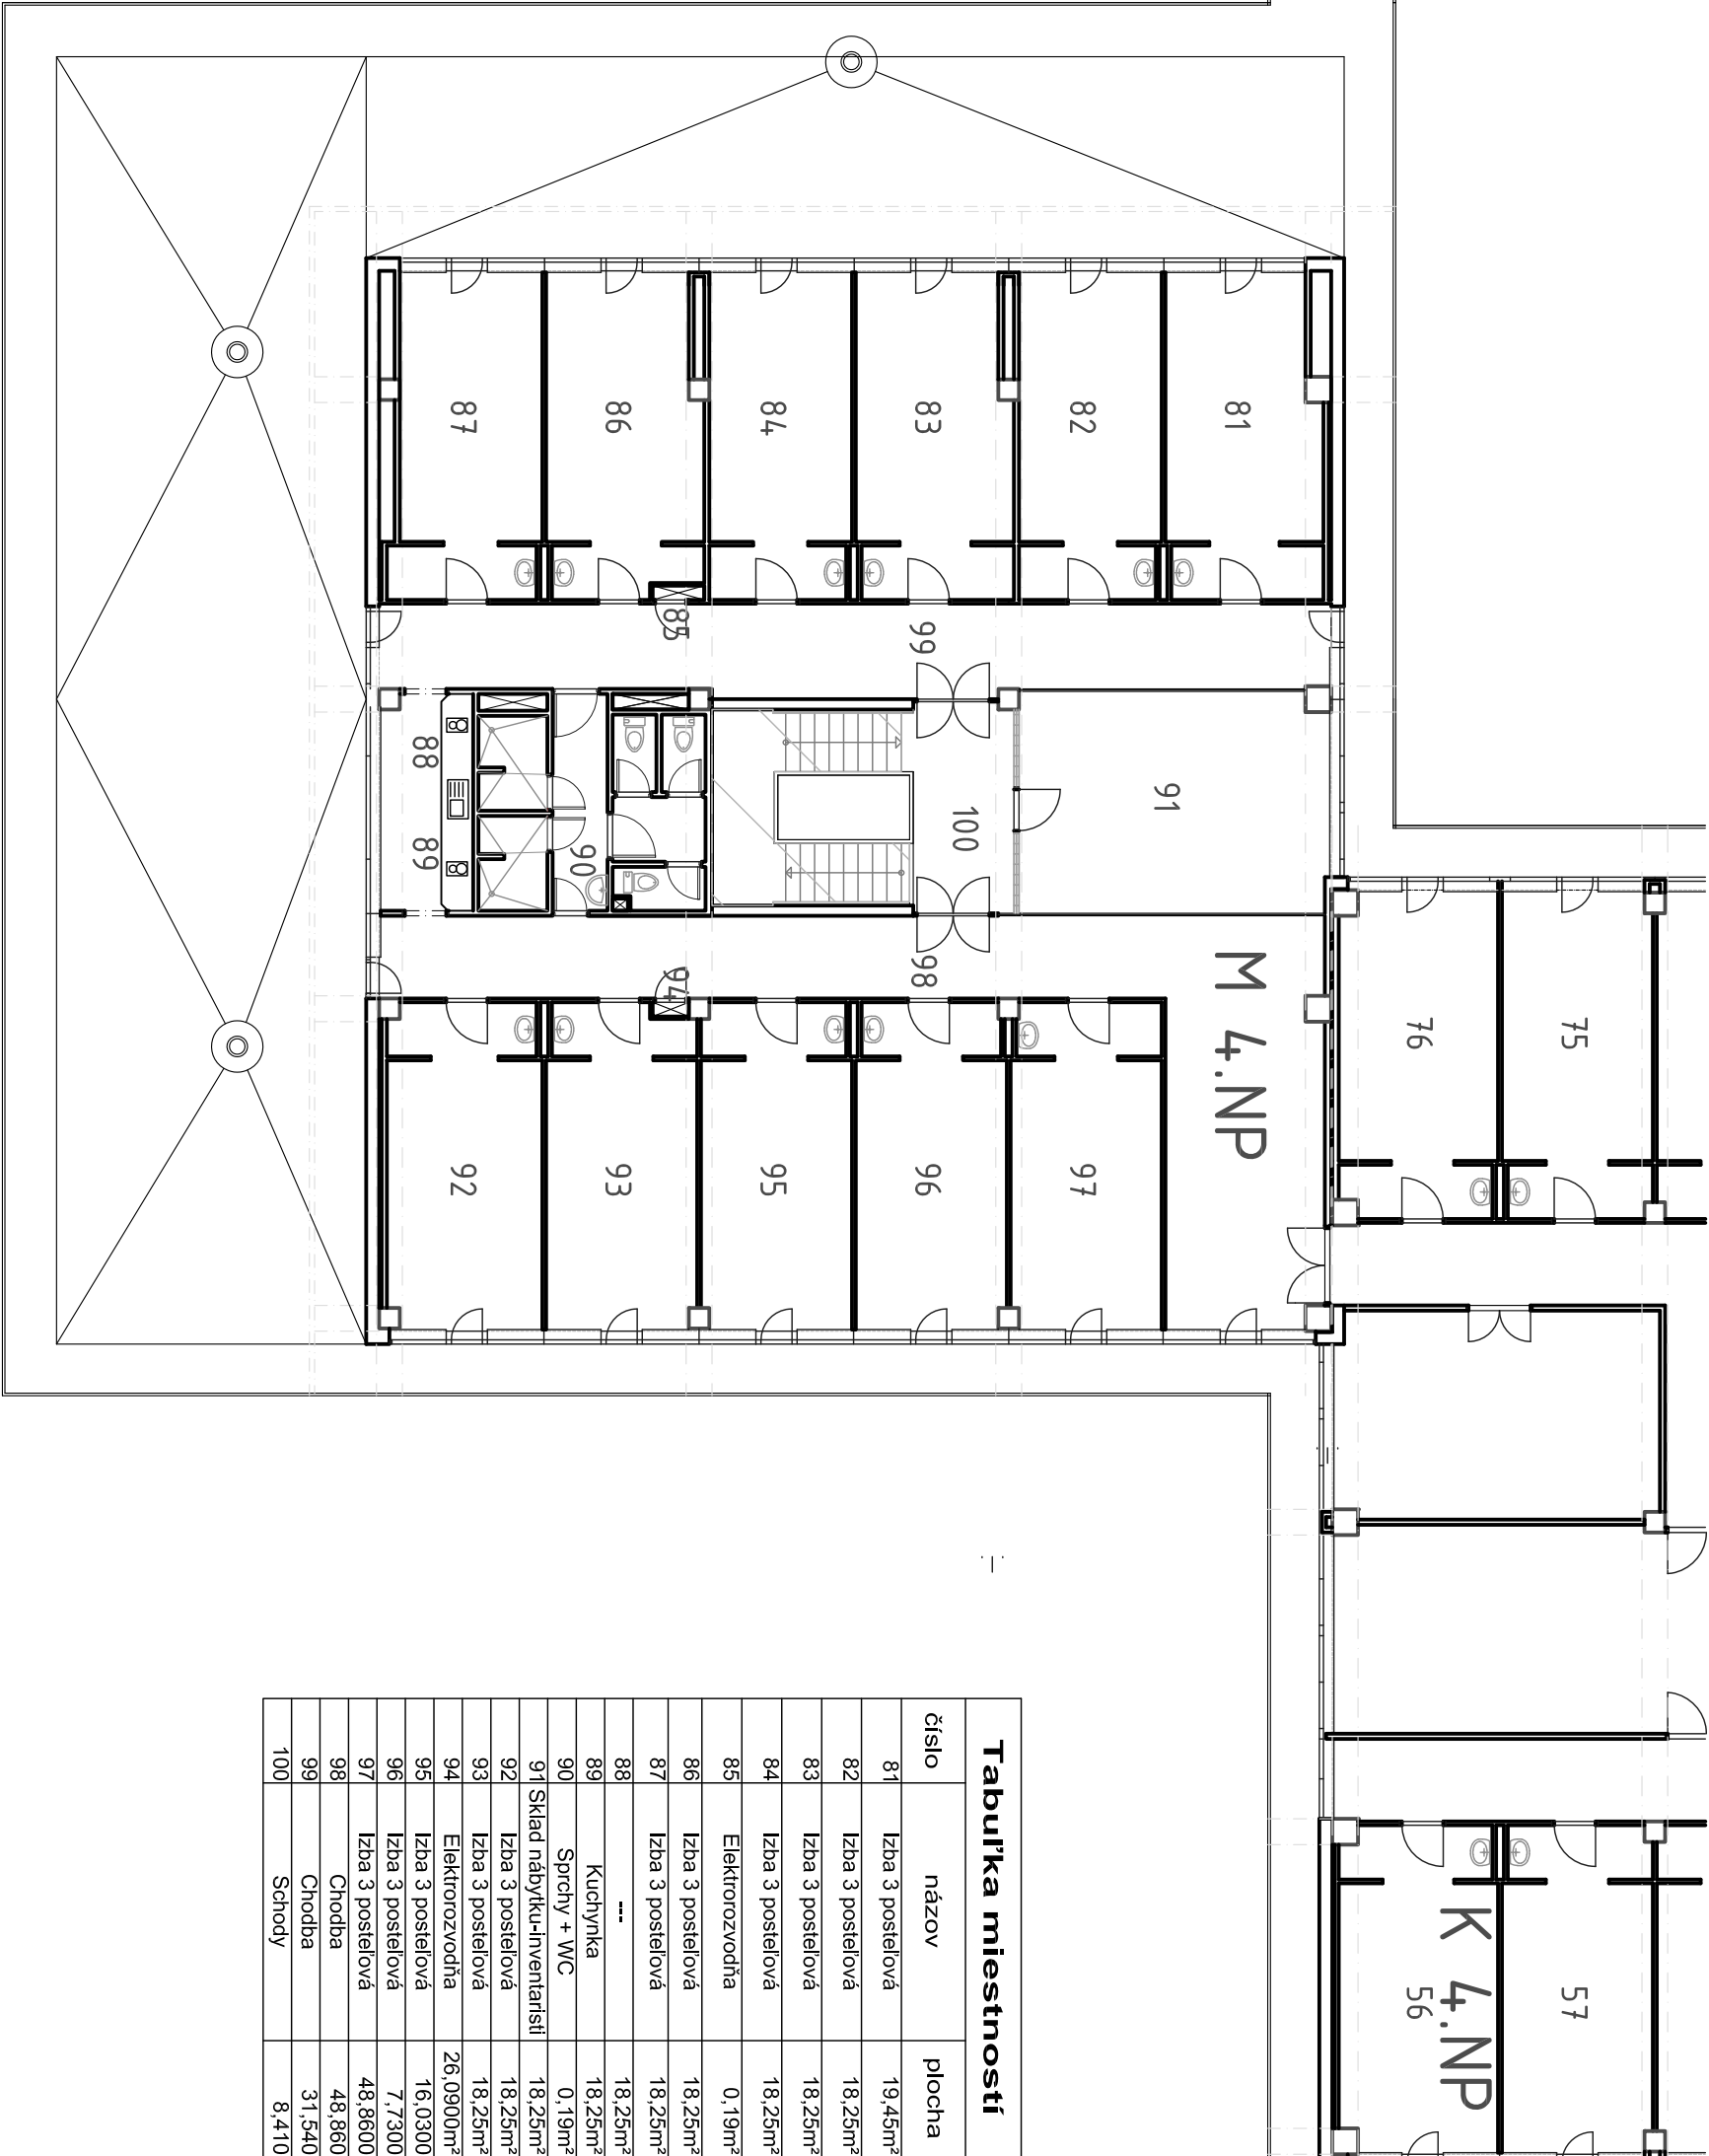 87
86
84
83
82
81
85
99
88
89
90
100
91
94
98
92
93
95
96
97
M 4.NP
76
75
K 4.NP
56
57
Tabuľka miestností
číslo názov plocha
81 Izba 3 posteľová 19,45m²
82 Izba 3 posteľová 18,25m²
83 Izba 3 posteľová 18,25m²
84 Izba 3 posteľová 18,25m²
85 Elektrorozvodňa 0,19m²
86 Izba 3 posteľová 18,25m²
87 Izba 3 posteľová 18,25m²
88 --- 18,25m²
89 Kuchynka 18,25m²
90 Sprchy + WC 0,19m²
91 Sklad nábytku-inventaristi 18,25m²
92 Izba 3 posteľová 18,25m²
93 Izba 3 posteľová 18,25m²
94 Elektrorozvodňa 26,0900m²
95 Izba 3 posteľová 16,0300
96 Izba 3 posteľová 7,7300
97 Izba 3 posteľová 48,8600
98 Chodba 48,860
99 Chodba 31,540
100 Schody 8,410